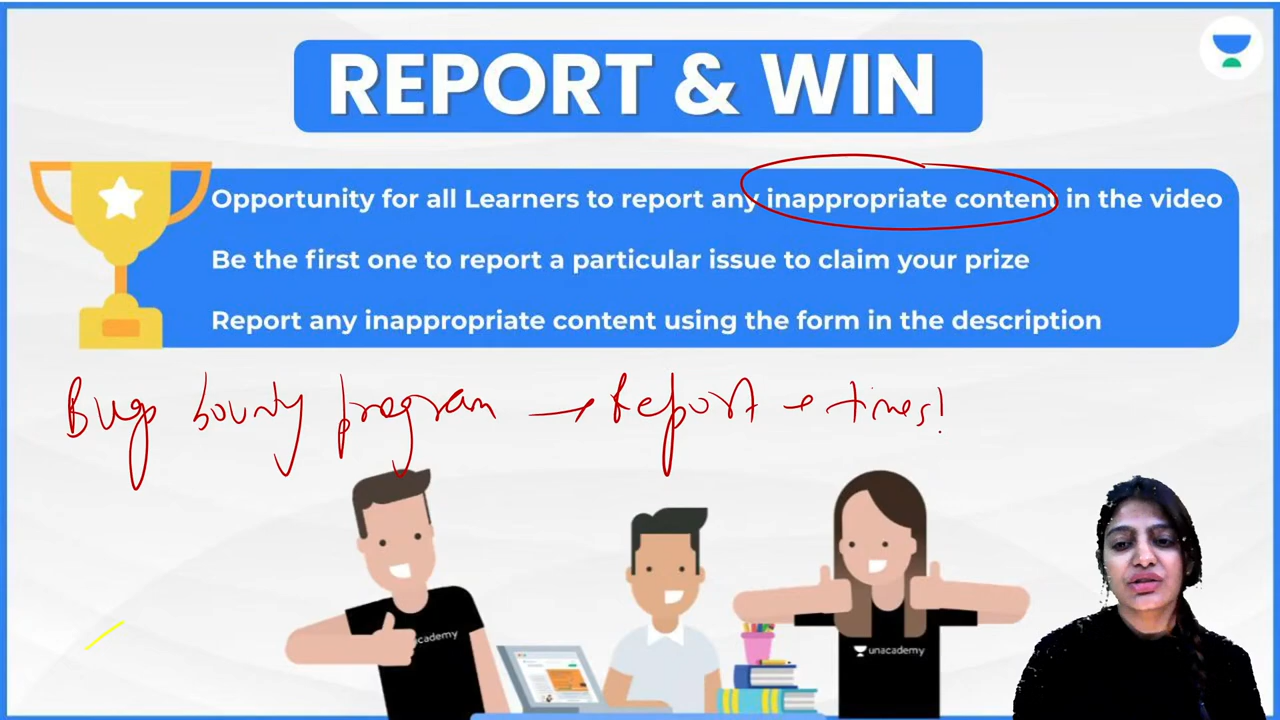 REPORT & WIN
Opportunity for all Learners to report any inappropriate content in the video
Be the first one to report a particular issue to claim your prize
Report any inappropriate content using the form in the description
Bug bounty program → Report → times!
cademy
unacademy